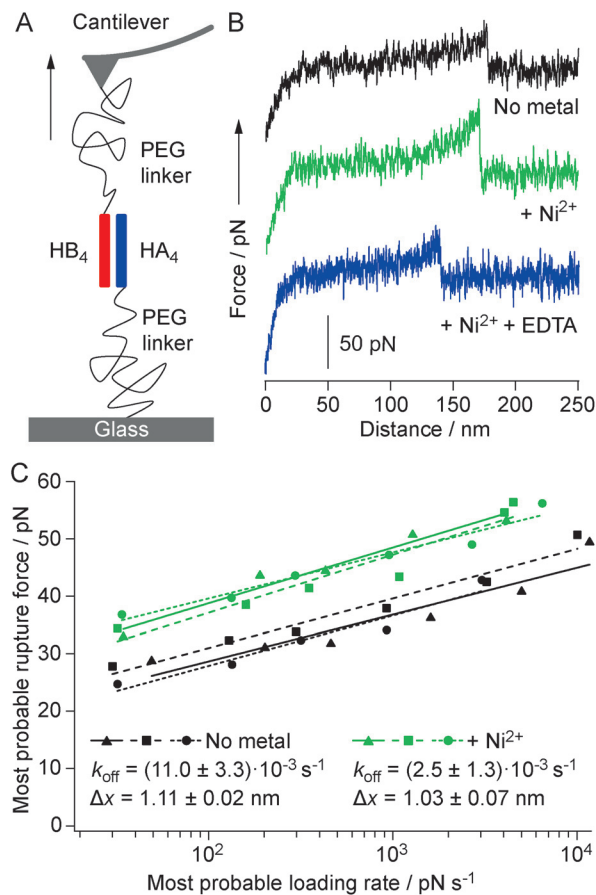 A
Cantilever
PEG
linker
HB₄
HA₄
PEG
linker
Glass
B
Force / pN
No metal
+ Ni²⁺
+ Ni²⁺ + EDTA
50 pN
0 50 100 150 200 250
Distance / nm
C
Most probable rupture force / pN
60
50
40
30
20
10
0
No metal
k_off = (11.0 ± 3.3)·10⁻³ s⁻¹
Δx = 1.11 ± 0.02 nm
+ Ni²⁺
k_off = (2.5 ± 1.3)·10⁻³ s⁻¹
Δx = 1.03 ± 0.07 nm
10² 10³ 10⁴
Most probable loading rate / pN s⁻¹